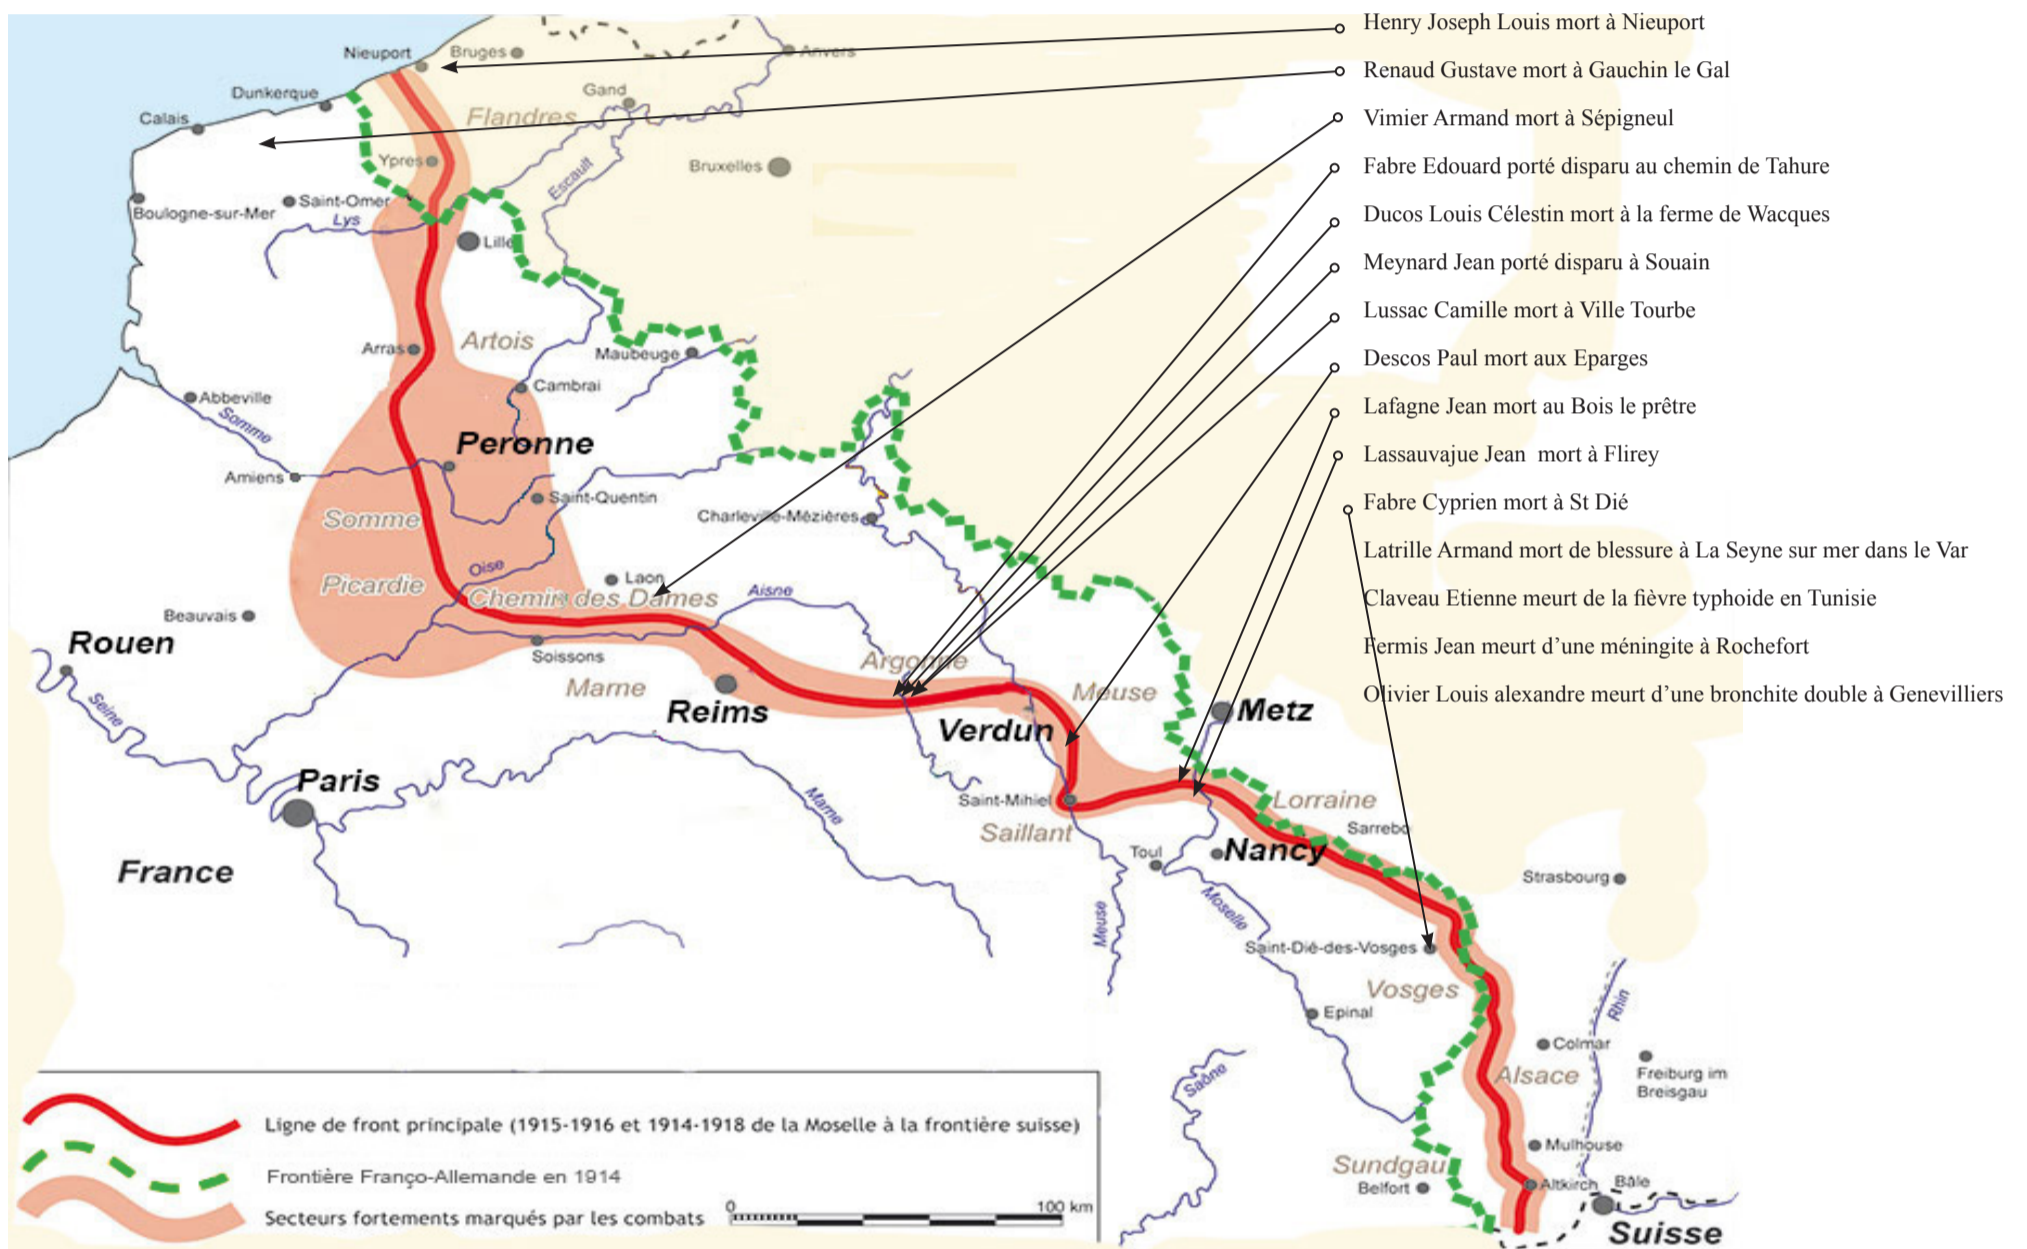 Henry Joseph Louis mort à Nieuport
Renaud Gustave mort à Gauchin le Gal
Vimier Armand mort à Sépigneul
Fabre Edouard porté disparu au chemin de Tahure
Ducos Louis Célestin mort à la ferme de Wacques
Meynard Jean porté disparu à Souain
Lussac Camille mort à Ville Tourbe
Descos Paul mort aux Eparges
Lafagne Jean mort au Bois le prêtre
Lassauvajue Jean  mort à Flirey
Fabre Cyprien mort à St Dié
Latrille Armand mort de blessure à La Seyne sur mer dans le Var
Claveau Etienne meurt de la fièvre typhoide en Tunisie
Fermis Jean meurt d'une méningite à Rochefort
Olivier Louis alexandre meurt d'une bronchite double à Genevilliers
Nieuport
Bruges
Anvers
Dunkerque
Gand
Calais
Flandres
Ypres
Bruxelles
Escault
Saint-Omer
Boulogne-sur-Mer
Lys
Lille
Arras
Artois
Maubeuge
Cambrai
Abbeville
Somme
Peronne
Amiens
Saint-Quentin
Charleville-Mézières
Somme
Oise
Picardie
Laon
Chemin des Dames
Aisne
Beauvais
Rouen
Soissons
Argonne
Marne
Meuse
Seine
Reims
Verdun
Metz
Paris
Marne
Saint-Mihiel
Lorraine
Saillant
Sarrebo
Toul
Nancy
France
Strasbourg
Meuse
Moselle
Saint-Dié-des-Vosges
Vosges
Rhin
Epinal
Colmar
Saône
Alsace
Freiburg im
Breisgau
Mulhouse
Sundgau
Belfort
Altkirch
Bâle
Suisse
Ligne de front principale (1915-1916 et 1914-1918 de la Moselle à la frontière suisse)
Frontière Franço-Allemande en 1914
Secteurs fortements marqués par les combats
0
100 km